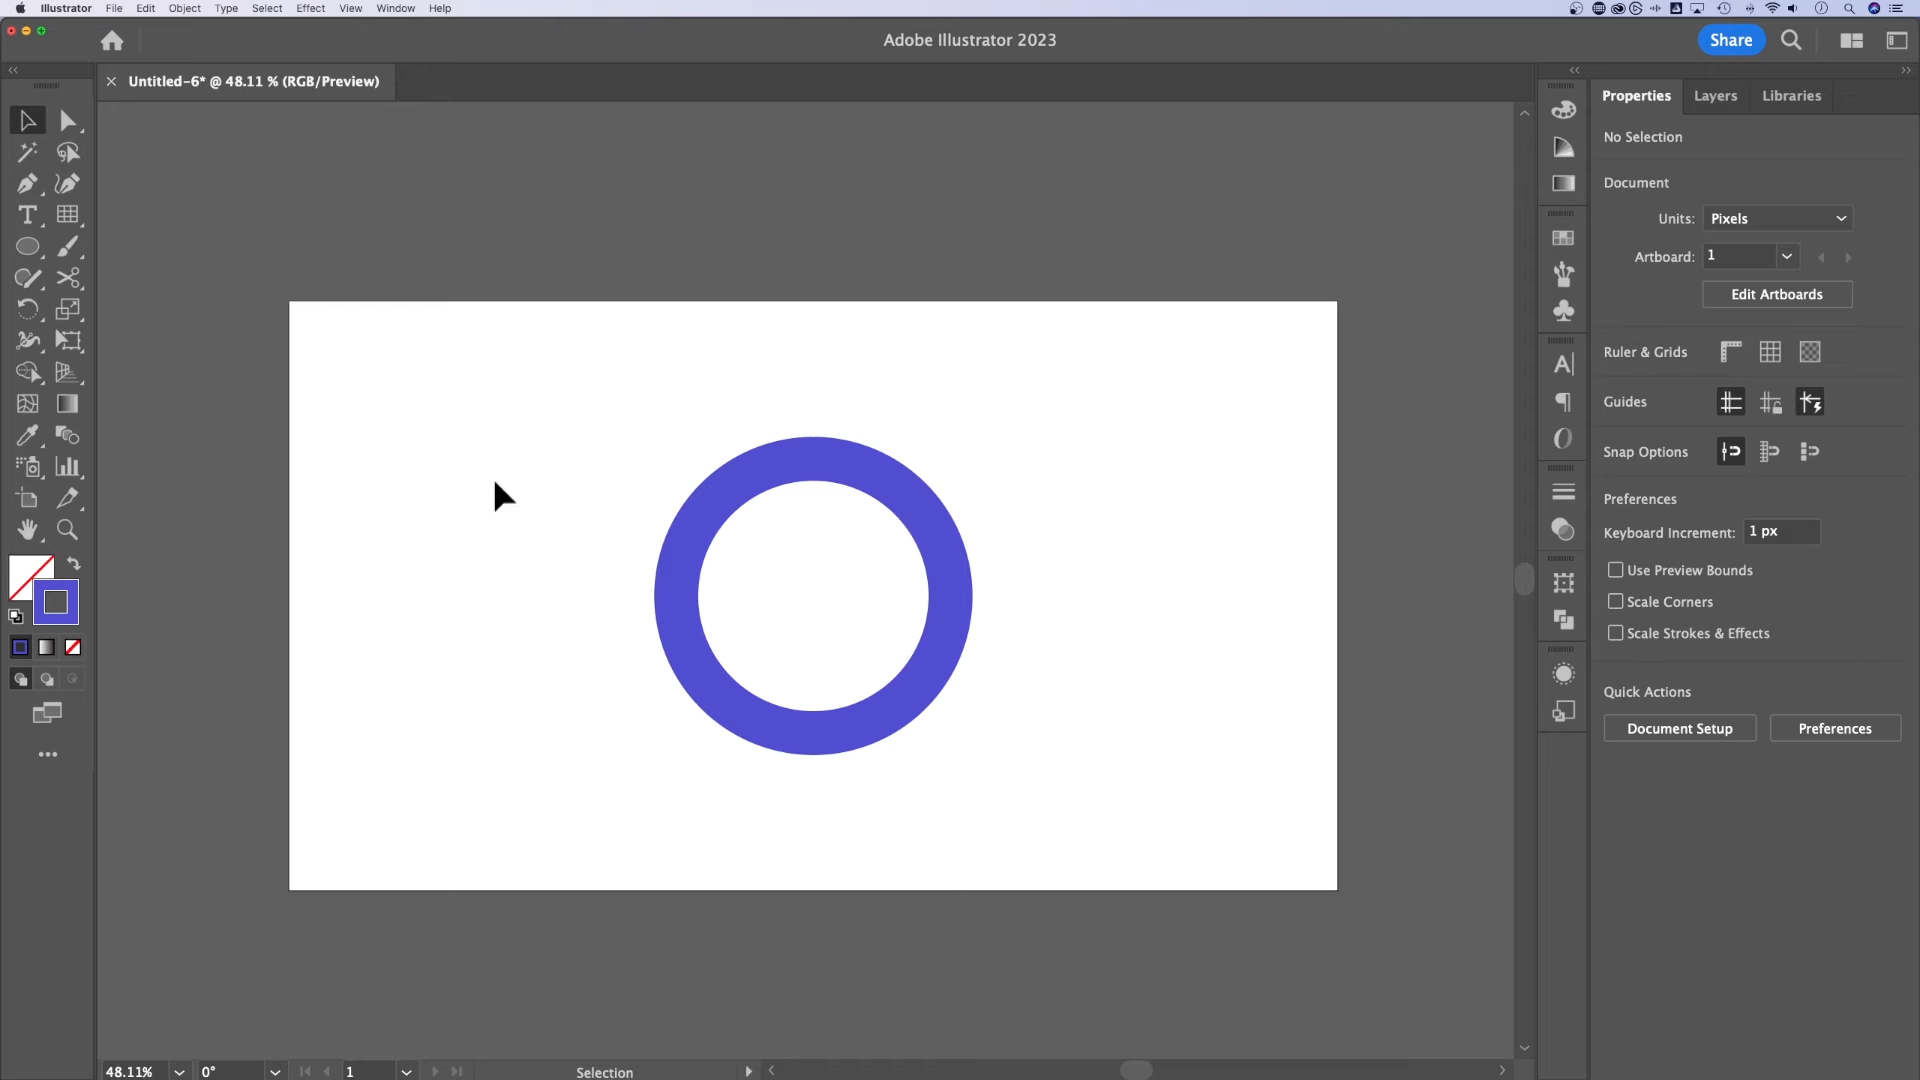 Illustrator File Edit Object Type Select Effect View Window Help
Adobe Illustrator 2023
Share
Untitled-6* @ 48.11 % (RGB/Preview)
Properties Layers Libraries
No Selection
Document
Units: Pixels
Artboard: 1
Edit Artboards
Ruler & Grids
Guides
Snap Options
Preferences
Keyboard Increment: 1 px
Use Preview Bounds
Scale Corners
Scale Strokes & Effects
Quick Actions
Document Setup Preferences
48.11% 0° 1 Selection